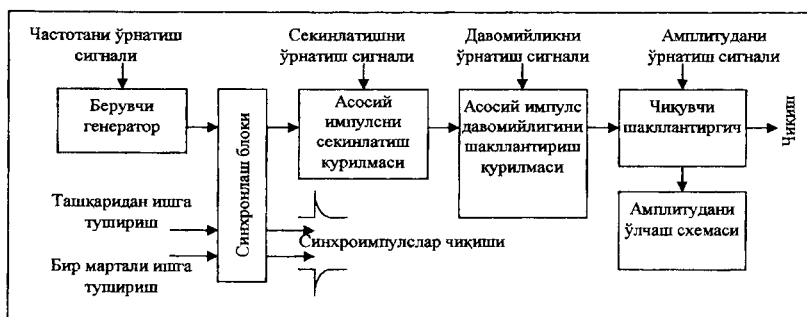 Частотани ўрнатиш
сигнали
Секинлатишни
ўрнатиш сигнали
Давомийликни
ўрнатиш сигнали
Амплитудани
ўрнатиш сигнали
Берувчи
генератор
Синхронлаш блоки
Асосий
импулсни
секинлатиш
қурилмаси
Асосий импулс
давомийлигини
шакллантириш
қурилмаси
Чиқувчи
шакллантиргич
Чиқиш
Ташқаридан ишга
тушириш
Бир мартали ишга
тушириш
Синхроимпулслар чиқиши
Амплитудани
ўлчаш схемаси